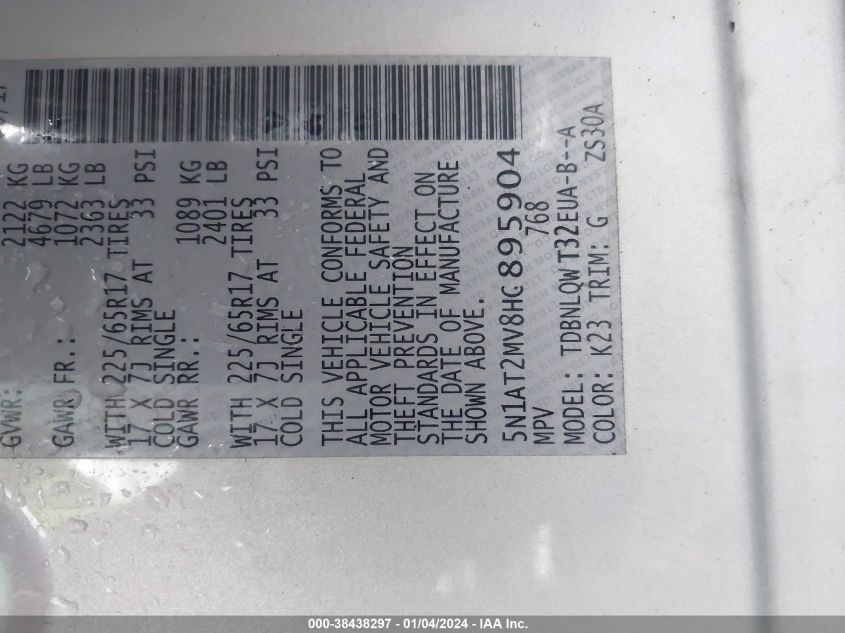 /17
GVWR: 2122 KG
4679 LB
GAWR FR.: 1072 KG
2363 LB
WITH 225/65R17 TIRES
17 X 7J RIMS AT 33 PSI
COLD SINGLE
GAWR RR.: 1089 KG
2401 LB
WITH 225/65R17 TIRES
17 X 7J RIMS AT 33 PSI
COLD SINGLE
THIS VEHICLE CONFORMS TO
ALL APPLICABLE FEDERAL
MOTOR VEHICLE SAFETY AND
THEFT PREVENTION
STANDARDS IN EFFECT ON
THE DATE OF MANUFACTURE
SHOWN ABOVE.
5N1AT2MV8HC895904
MPV 768
MODEL: TDBNLQW T32EUA-B--A
COLOR: K23 TRIM: G ZS30A
000-38438297 - 01/04/2024 - IAA Inc.